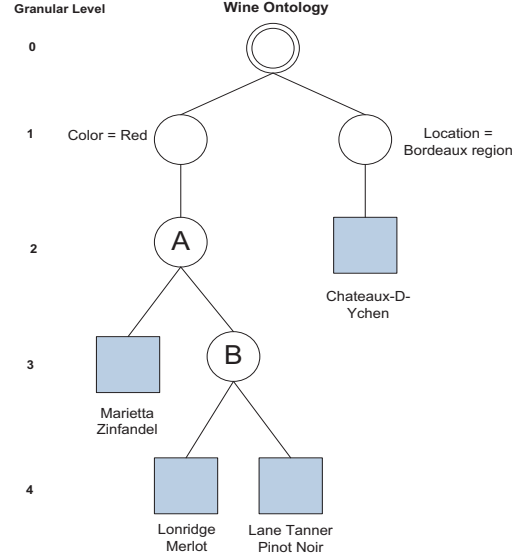 Granular Level
Wine Ontology
0
1
Color = Red
Location =
Bordeaux region
2
A
Chateaux-D-
Ychen
3
B
Marietta
Zinfandel
4
Lonridge
Merlot
Lane Tanner
Pinot Noir